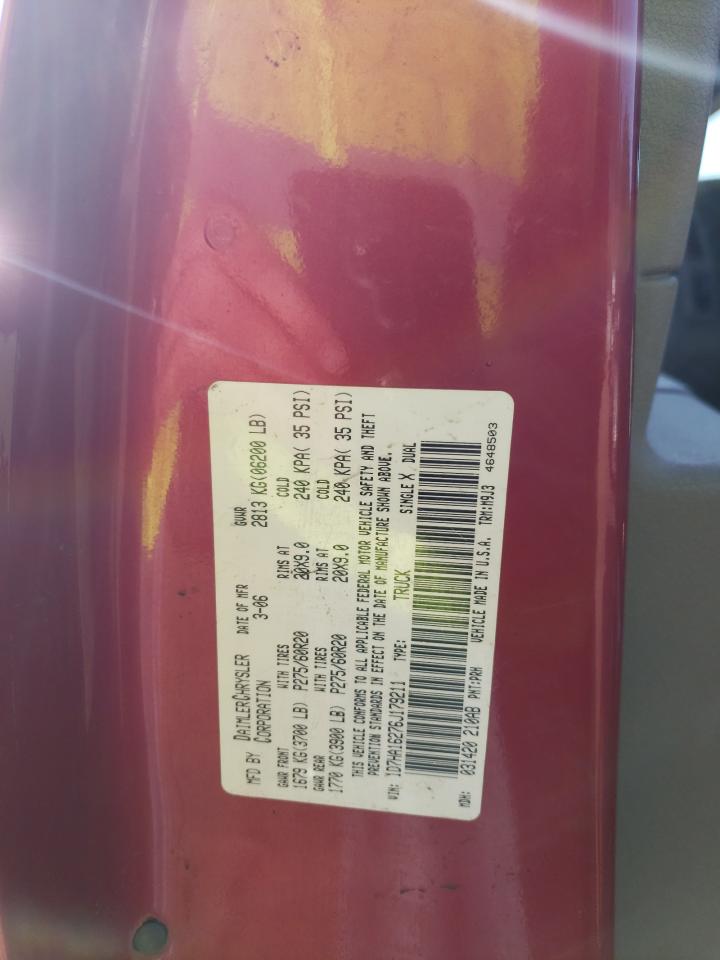 MFD BY DAIMLERCHRYSLER CORPORATION
DATE OF MFR 3-06
GVWR 2813 KG(06200 LB)
GAWR FRONT WITH TIRES RIMS AT COLD
1679 KG(3700 LB) P275/60R20 20X9.0 240 KPA( 35 PSI)
GAWR REAR WITH TIRES RIMS AT COLD
1770 KG(3900 LB) P275/60R20 20X9.0 240 KPA( 35 PSI)
THIS VEHICLE CONFORMS TO ALL APPLICABLE FEDERAL MOTOR VEHICLE SAFETY AND THEFT
PREVENTION STANDARDS IN EFFECT ON THE DATE OF MANUFACTURE SHOWN ABOVE.
VIN: 1D7HA16276J179211 TYPE: TRUCK SINGLE X DUAL
MDH: 031420 210AB PNT:PRH VEHICLE MADE IN U.S.A. TRM:M9J3 4648503